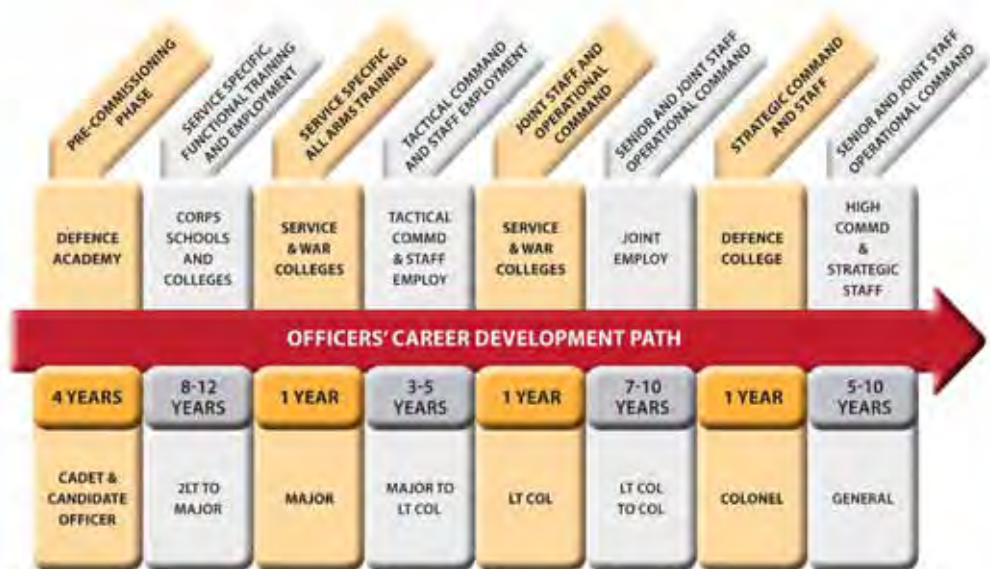 PRE-COMMISSIONING
PHASE
SERVICE SPECIFIC,
FUNCTIONAL TRAINING
AND EMPLOYMENT
SERVICE SPECIFIC
ALL ARMS TRAINING
TACTICAL COMMAND
AND STAFF EMPLOYMENT
JOINT STAFF AND
OPERATIONAL
COMMAND
SENIOR AND JOINT STAFF
OPERATIONAL COMMAND
STRATEGIC COMMAND
AND STAFF
SENIOR AND JOINT STAFF
OPERATIONAL COMMAND
DEFENCE
ACADEMY
CORPS
SCHOOLS
AND
COLLEGES
SERVICE
& WAR
COLLEGES
TACTICAL
COMMD
& STAFF
EMPLOY
SERVICE
& WAR
COLLEGES
JOINT
EMPLOY
DEFENCE
COLLEGE
HIGH
COMMD
&
STRATEGIC
STAFF
OFFICERS' CAREER DEVELOPMENT PATH
4 YEARS
8-12
YEARS
1 YEAR
3-5
YEARS
1 YEAR
7-10
YEARS
1 YEAR
5-10
YEARS
CADET &
CANDIDATE
OFFICER
2LT TO
MAJOR
MAJOR
MAJOR TO
LT COL
LT COL
LT COL
TO COL
COLONEL
GENERAL